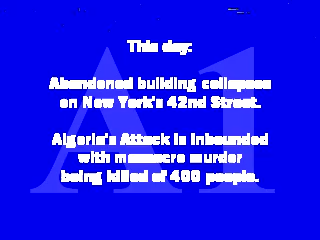 This day:
Abandoned building collapses
on New York's 42nd Street.
Algeria's Attack is Inbounded
with massacre murder
being killed of 400 people.
A1